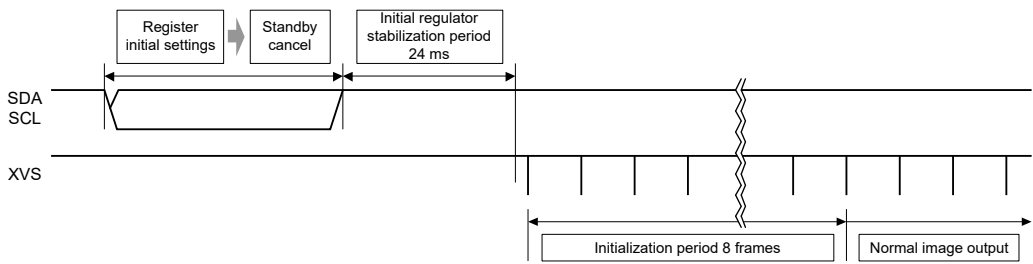 Register
initial settings
Standby
cancel
Initial regulator
stabilization period
24 ms
SDA
SCL
XVS
Initialization period 8 frames
Normal image output